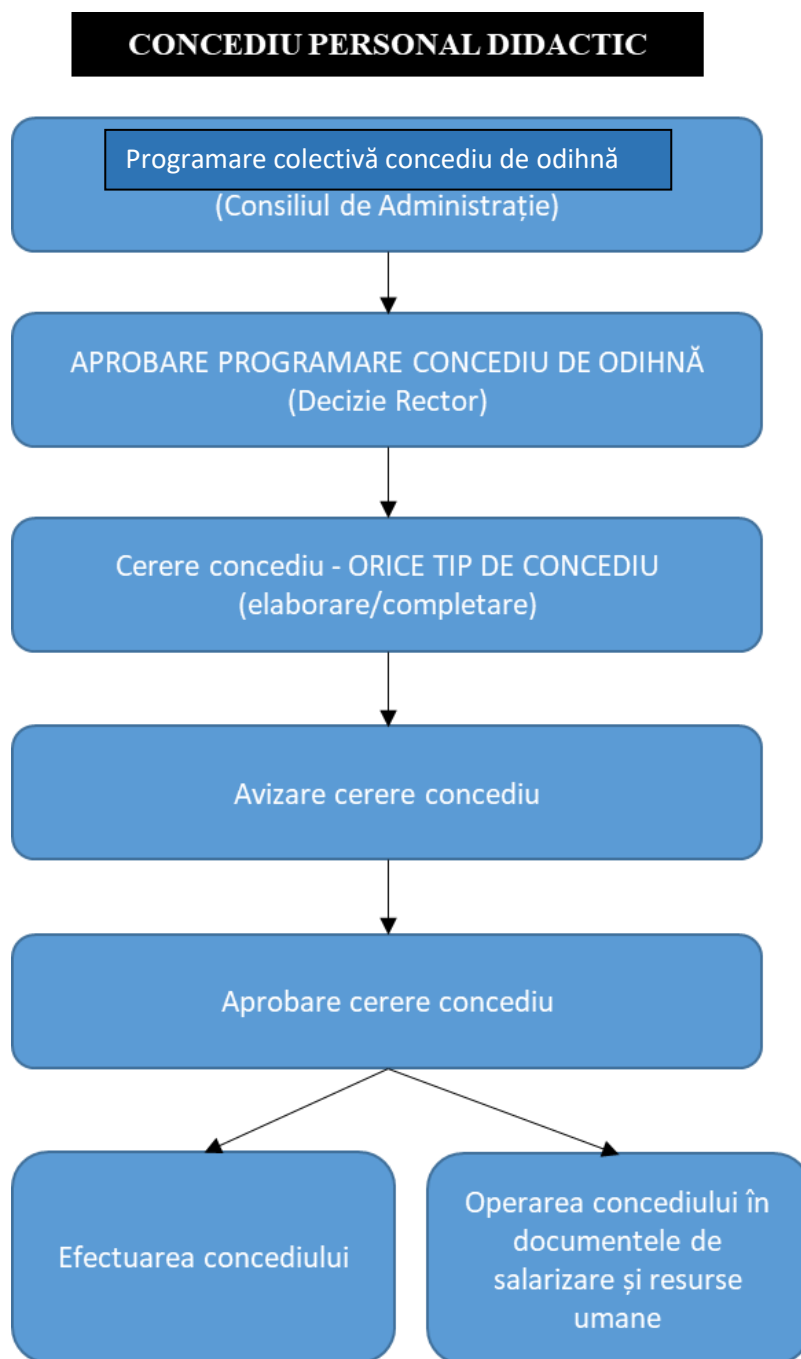 CONCEDIU PERSONAL DIDACTIC
Programare colectivă concediu de odihnă
(Consiliul de Administrație)
APROBARE PROGRAMARE CONCEDIU DE ODIHNĂ
(Decizie Rector)
Cerere concediu - ORICE TIP DE CONCEDIU
(elaborare/completare)
Avizare cerere concediu
Aprobare cerere concediu
Efectuarea concediului
Operarea concediului în
documentele de
salarizare și resurse
umane